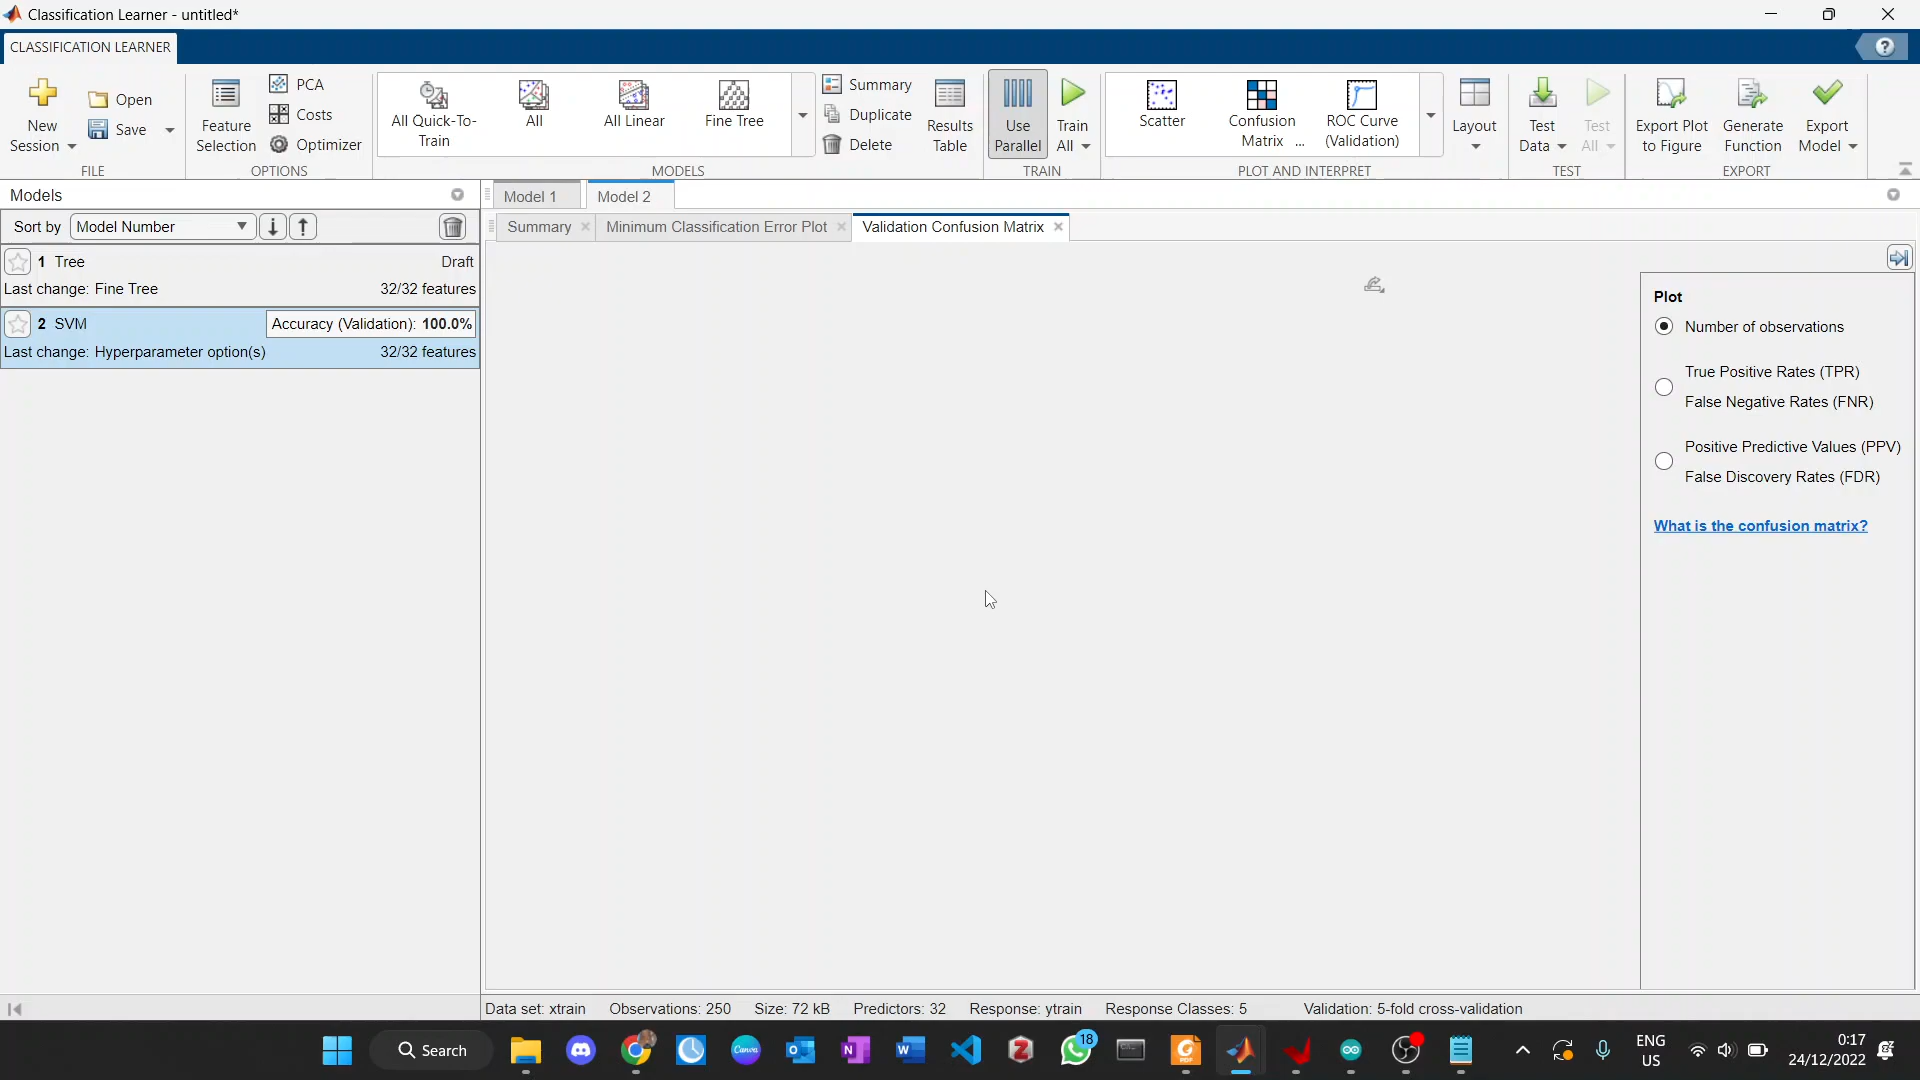 Classification Learner - untitled*
CLASSIFICATION LEARNER
?
New
Session
Open
Save
FILE
Feature
Selection
PCA
Costs
Optimizer
OPTIONS
All Quick-To-
Train
All
All Linear
Fine Tree
Summary
Duplicate
Delete
Results
Table
MODELS
Use
Parallel
Train
All
TRAIN
Scatter
Confusion
Matrix ...
ROC Curve
(Validation)
Layout
PLOT AND INTERPRET
Test
Data
Test
All
TEST
Export Plot
to Figure
Generate
Function
Export
Model
EXPORT
Models
Sort by Model Number
1 Tree Draft
Last change: Fine Tree 32/32 features
2 SVM Accuracy (Validation): 100.0%
Last change: Hyperparameter option(s) 32/32 features
Model 1 Model 2
Summary Minimum Classification Error Plot Validation Confusion Matrix
Plot
Number of observations
True Positive Rates (TPR)
False Negative Rates (FNR)
Positive Predictive Values (PPV)
False Discovery Rates (FDR)
What is the confusion matrix?
Data set: xtrain Observations: 250 Size: 72 kB Predictors: 32 Response: ytrain Response Classes: 5 Validation: 5-fold cross-validation
Search
Canva
18
ENG
US
0:17
24/12/2022